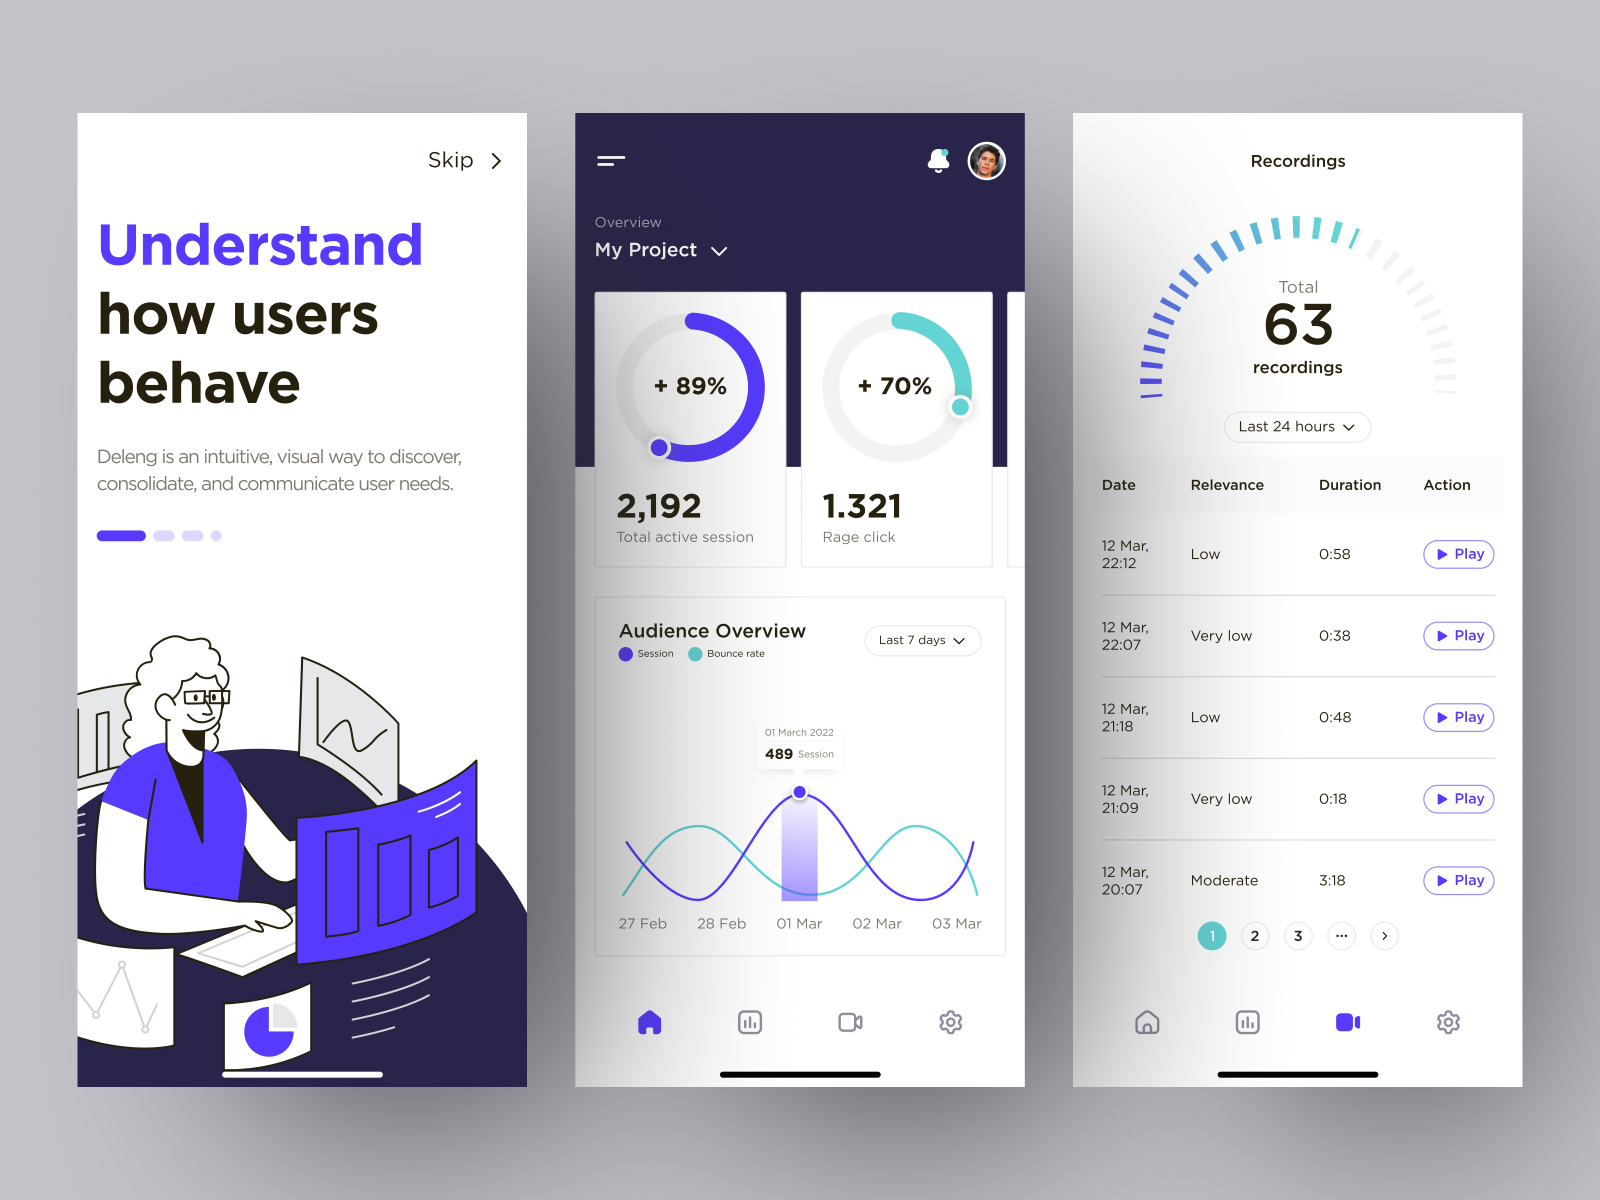 Skip
Understand
how users
behave
Deleng is an intuitive, visual way to discover,
consolidate, and communicate user needs.
Overview
My Project
+ 89%
2,192
Total active session
+ 70%
1.321
Rage click
Audience Overview
Session
Bounce rate
Last 7 days
01 March 2022
489 Session
27 Feb
28 Feb
01 Mar
02 Mar
03 Mar
Recordings
Total
63
recordings
Last 24 hours
Date Relevance Duration Action
12 Mar,
22:12
Low
0:58
Play
12 Mar,
22:07
Very low
0:38
Play
12 Mar,
21:18
Low
0:48
Play
12 Mar,
21:09
Very low
0:18
Play
12 Mar,
20:07
Moderate
3:18
Play
1 2 3 ...